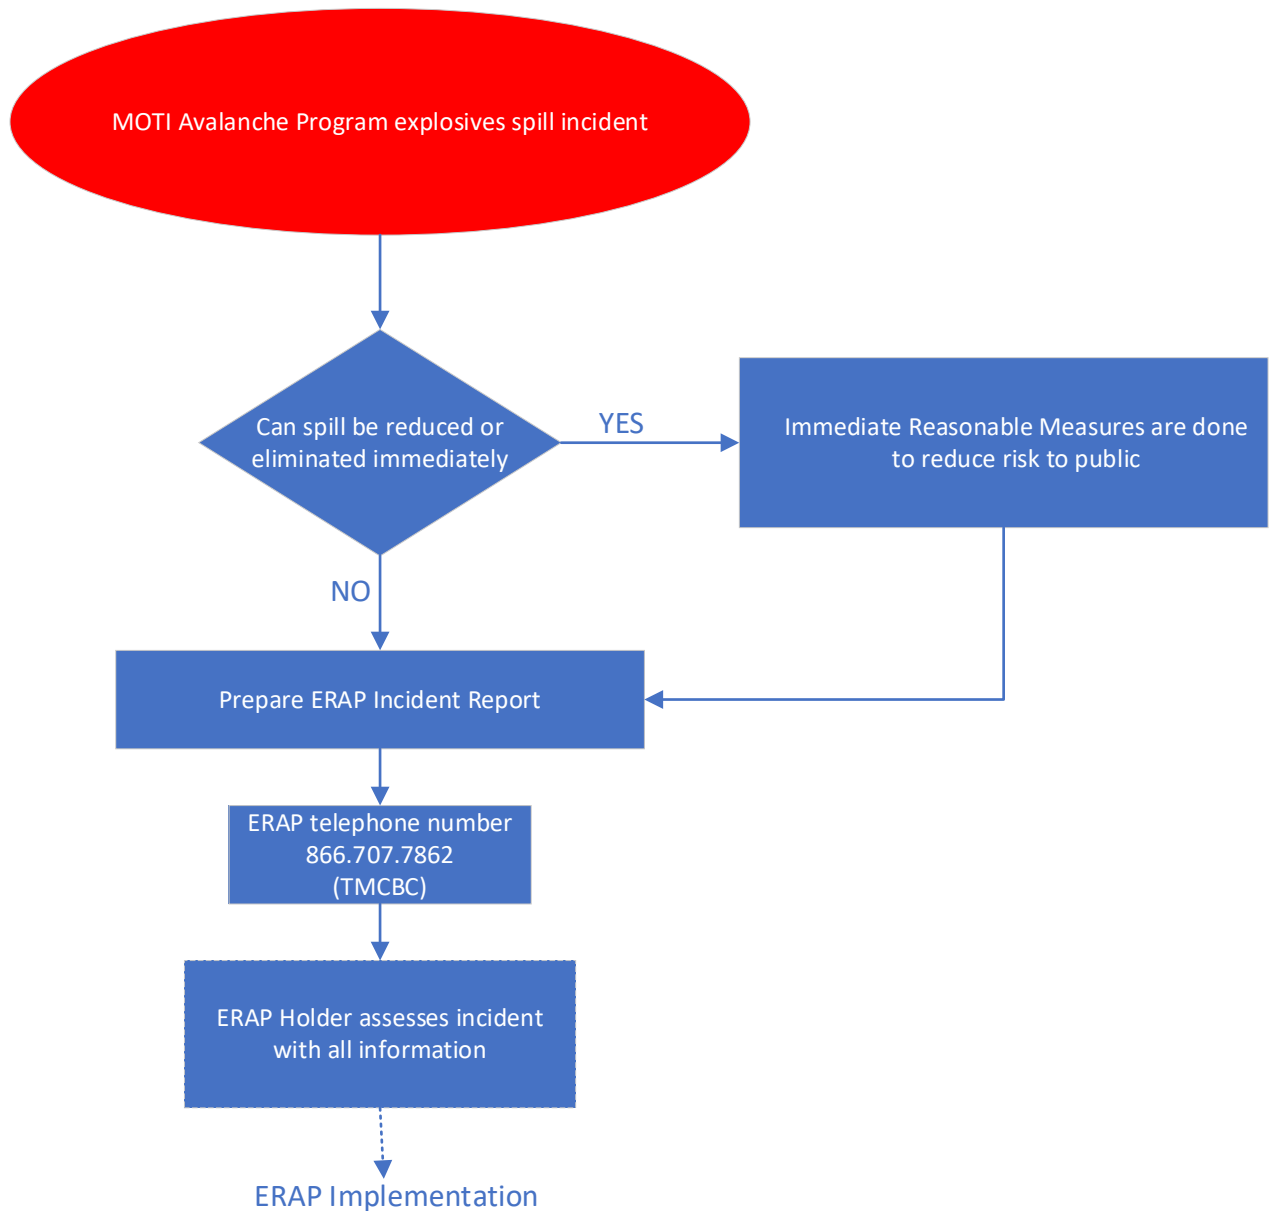 MOTI Avalanche Program explosives spill incident
Can spill be reduced or
eliminated immediately
YES
Immediate Reasonable Measures are done
to reduce risk to public
NO
Prepare ERAP Incident Report
ERAP telephone number
866.707.7862
(TMCBC)
ERAP Holder assesses incident
with all information
ERAP Implementation